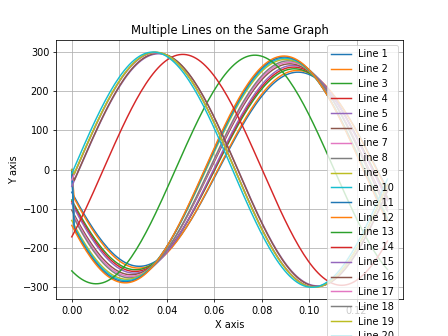 Multiple Lines on the Same Graph
300
200
100
0
−100
−200
−300
Y axis
0.00
0.02
0.04
0.06
0.08
0.10
X axis
Line 1
Line 2
Line 3
Line 4
Line 5
Line 6
Line 7
Line 8
Line 9
Line 10
Line 11
Line 12
Line 13
Line 14
Line 15
Line 16
Line 17
Line 18
Line 19
Line 20